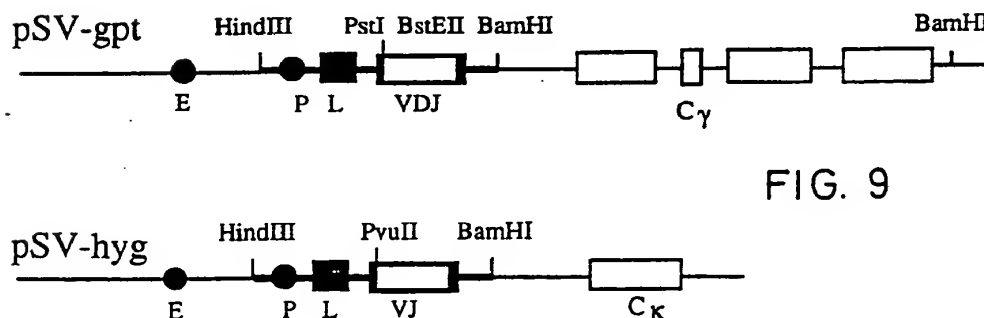 pSV-gpt HindIII PstI BstEII BamHI BamHI
E P L VDJ Cγ
FIG. 9
pSV-hyg HindIII PvuII BamHI
E P L VJ Cκ